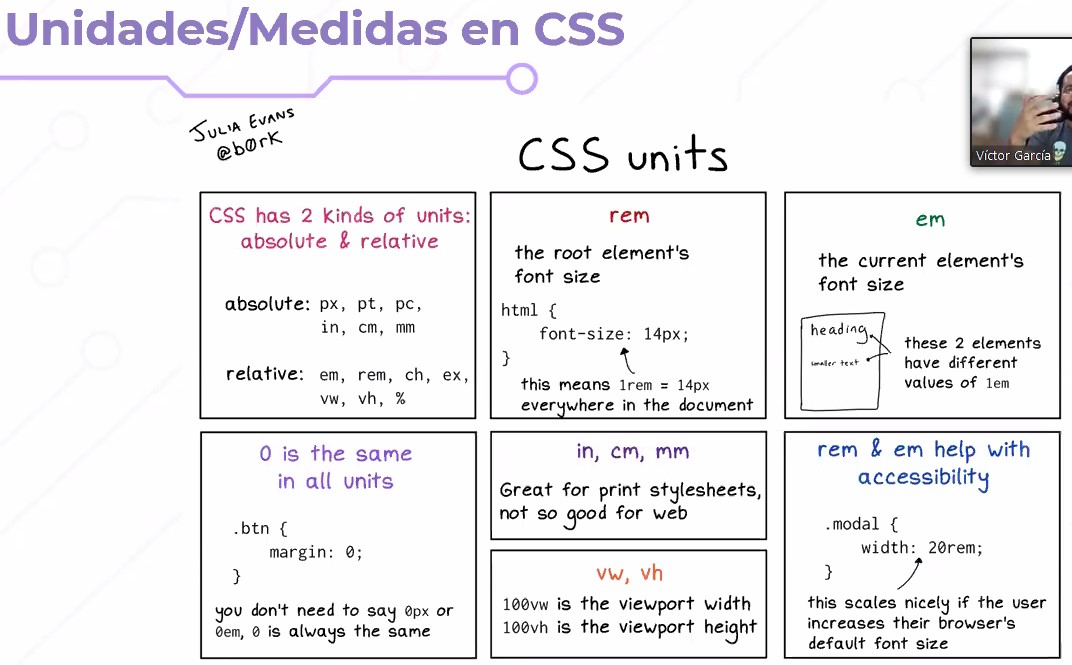 Unidades/Medidas en CSS
JULIA EVANS
@b0rk
CSS units
Víctor García
CSS has 2 kinds of units:
absolute & relative
absolute: px, pt, pc,
in, cm, mm
relative: em, rem, ch, ex,
vw, vh, %
rem
the root element's
font size
html {
font-size: 14px;
}
this means 1rem = 14px
everywhere in the document
em
the current element's
font size
heading
smaller text
these 2 elements
have different
values of 1em
0 is the same
in all units
.btn {
margin: 0;
}
you don't need to say 0px or
0em, 0 is always the same
in, cm, mm
Great for print stylesheets,
not so good for web
vw, vh
100vw is the viewport width
100vh is the viewport height
rem & em help with
accessibility
.modal {
width: 20rem;
}
this scales nicely if the user
increases their browser's
default font size